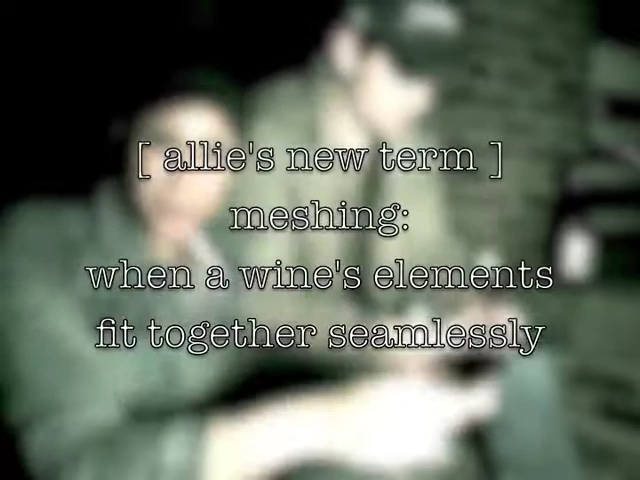 [ allie's new term ]
meshing:
when a wine's elements
fit together seamlessly